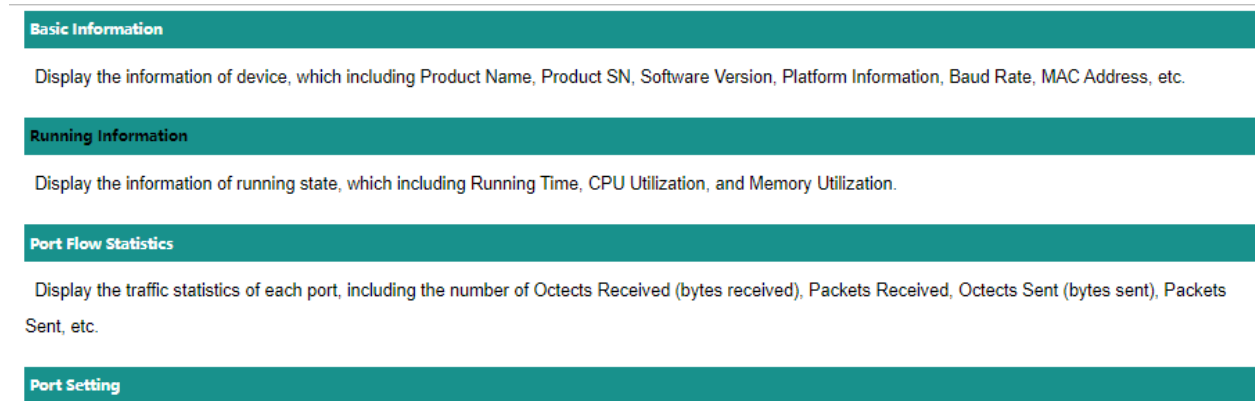 Basic Information
Display the information of device, which including Product Name, Product SN, Software Version, Platform Information, Baud Rate, MAC Address, etc.
Running Information
Display the information of running state, which including Running Time, CPU Utilization, and Memory Utilization.
Port Flow Statistics
Display the traffic statistics of each port, including the number of Octects Received (bytes received), Packets Received, Octects Sent (bytes sent), Packets
Sent, etc.
Port Setting